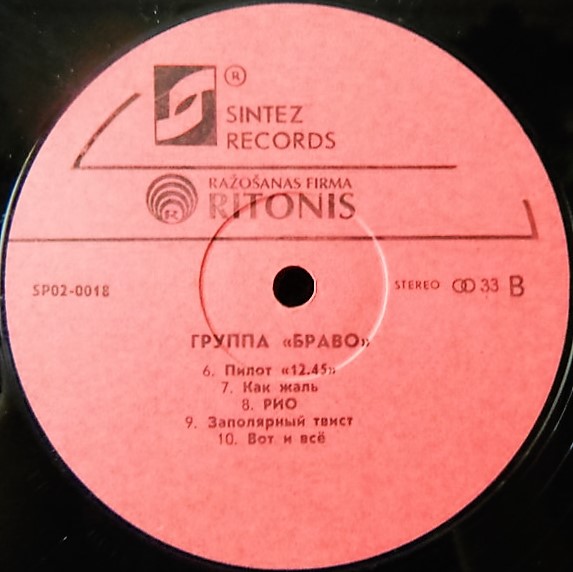 ®
SINTEZ
RECORDS
RAŽOŠANAS FIRMA
RITONIS
R
SP02-0018
STEREO 33 B
ГРУППА «БРАВО»
6. Пилот «12.45»
7. Как жаль
8. РИО
9. Заполярный твист
10. Вот и всё